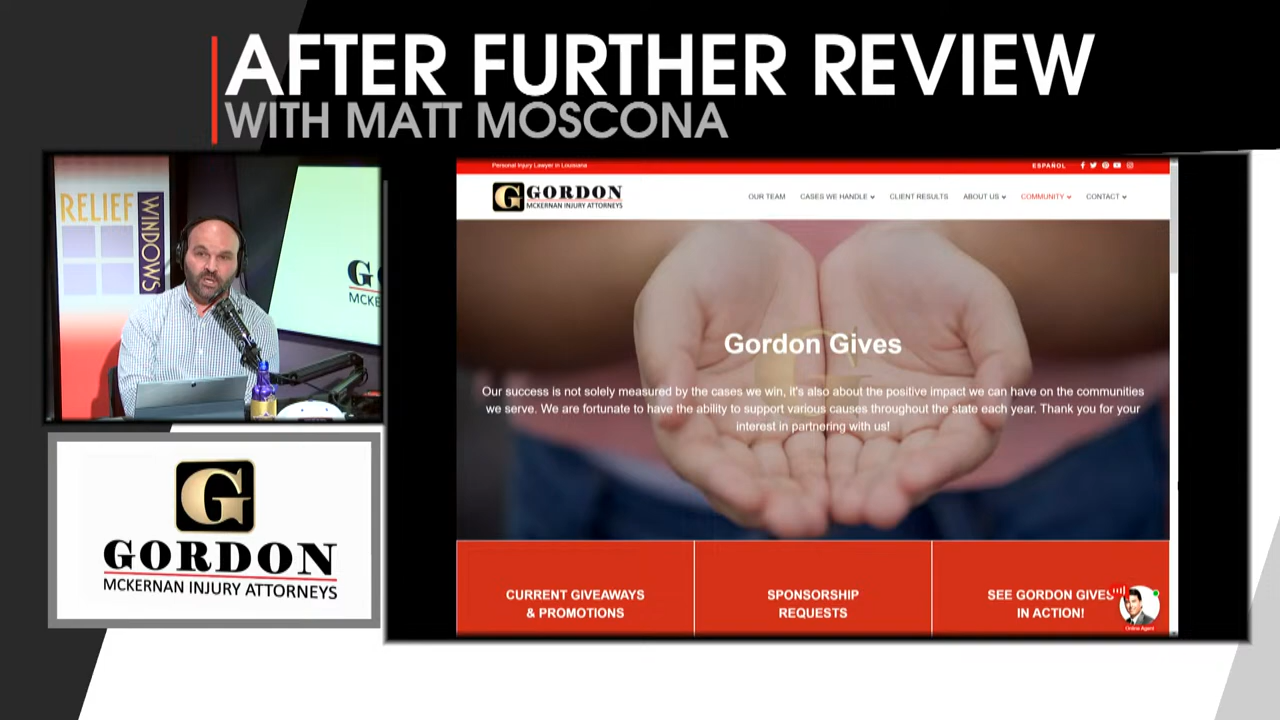 AFTER FURTHER REVIEW
WITH MATT MOSCONA
RELIEF
WINDOWS
G
MCKE
G
GORDON
MCKERNAN INJURY ATTORNEYS
Personal Injury Lawyer in Louisiana
ESPAÑOL
G GORDON
MCKERNAN INJURY ATTORNEYS
OUR TEAM CASES WE HANDLE CLIENT RESULTS ABOUT US COMMUNITY CONTACT
Gordon Gives
Our success is not solely measured by the cases we win, it's also about the positive impact we can have on the communities
we serve. We are fortunate to have the ability to support various causes throughout the state each year. Thank you for your
interest in partnering with us!
CURRENT GIVEAWAYS
& PROMOTIONS
SPONSORSHIP
REQUESTS
SEE GORDON GIVES
IN ACTION!
Online Agent